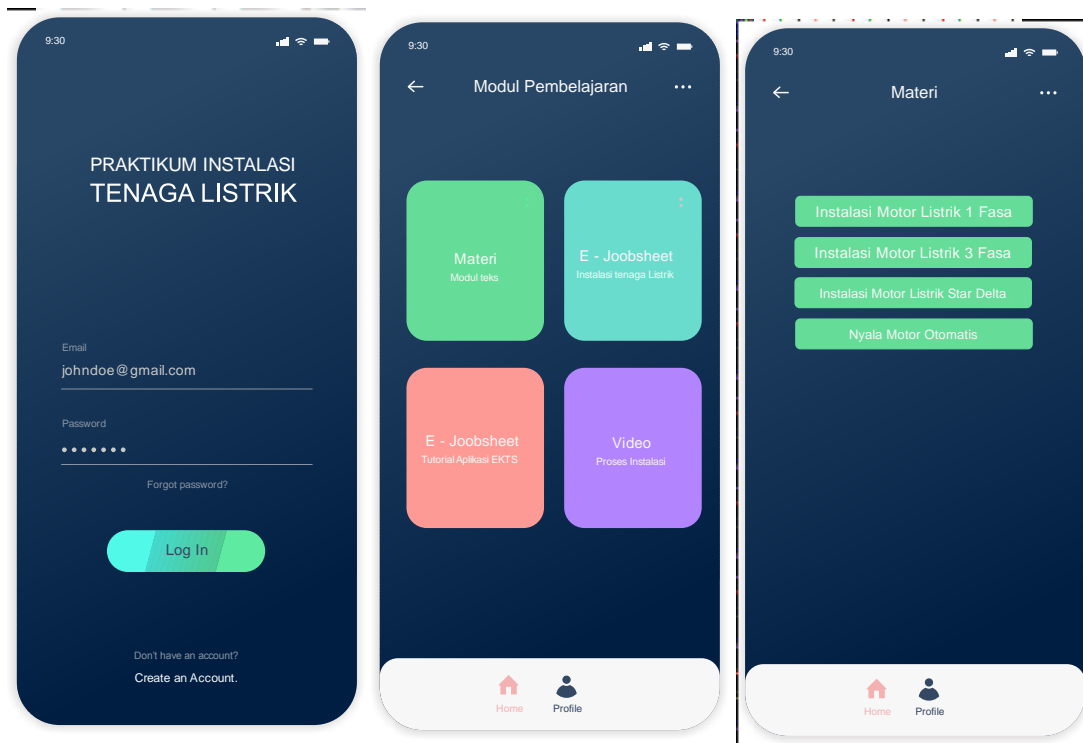 9:30
PRAKTIKUM INSTALASI
TENAGA LISTRIK
Email
johndoe@gmail.com
Password
Forgot password?
Log In
Don't have an account?
Create an Account.
9:30
Modul Pembelajaran
Materi
Modul teks
E - Joobsheet
Instalasi tenaga Listrik
E - Joobsheet
Tutorial Aplikasi EKTS
Video
Proses Instalasi
Home
Profile
9:30
Materi
Instalasi Motor Listrik 1 Fasa
Instalasi Motor Listrik 3 Fasa
Instalasi Motor Listrik Star Delta
Nyala Motor Otomatis
Home
Profile